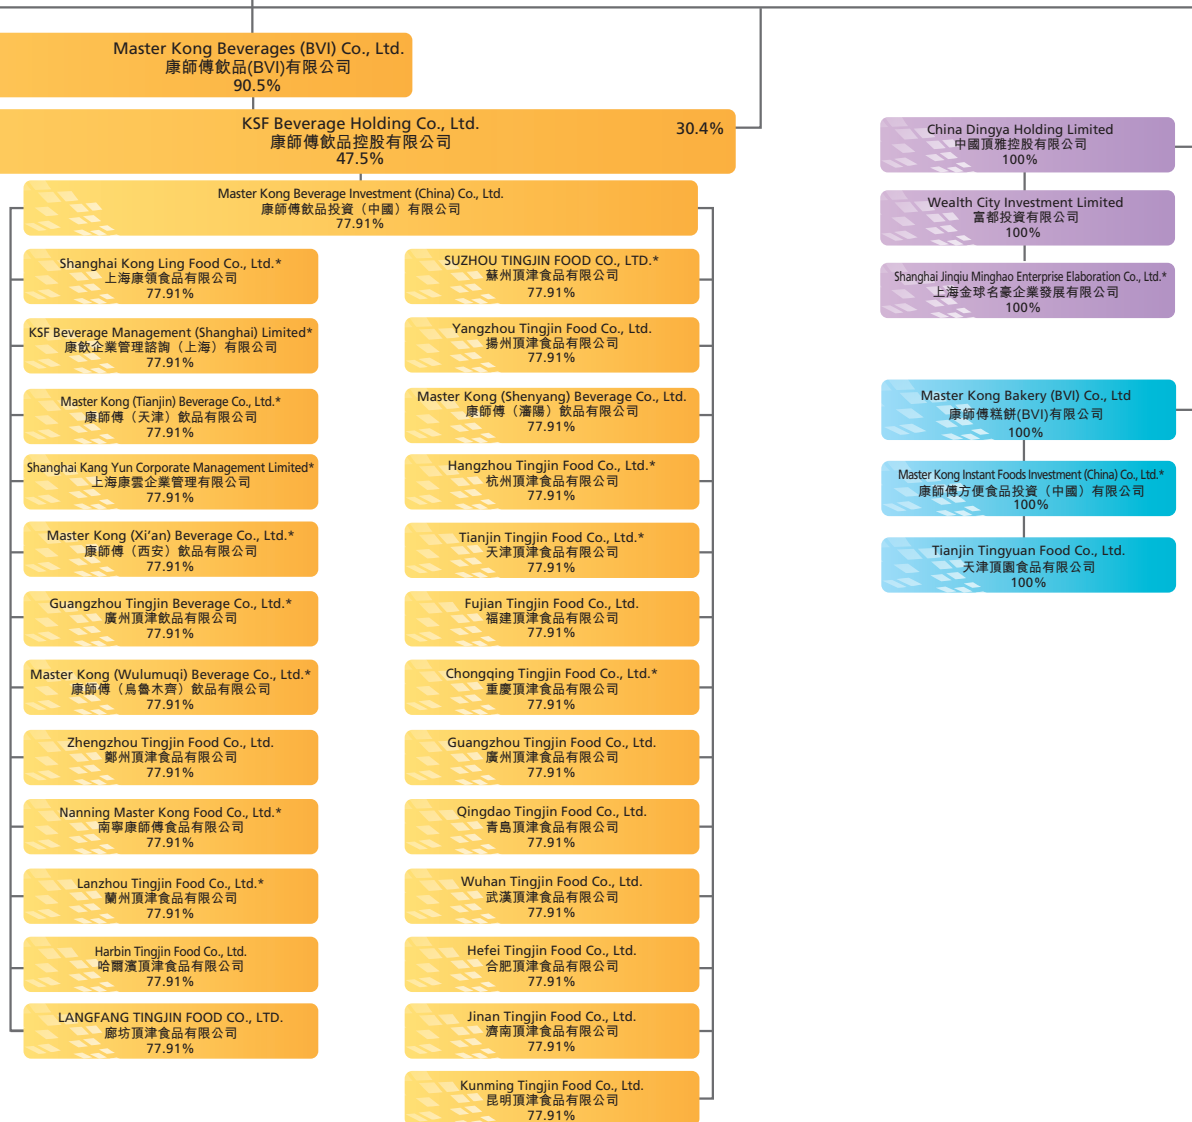 Master Kong Beverages (BVI) Co., Ltd.
康師傅飲品(BVI)有限公司
90.5%
KSF Beverage Holding Co., Ltd.
康師傅飲品控股有限公司
47.5%
30.4%
Master Kong Beverage Investment (China) Co., Ltd.
康師傅飲品投資（中國）有限公司
77.91%
Shanghai Kong Ling Food Co., Ltd.*
上海康領食品有限公司
77.91%
KSF Beverage Management (Shanghai) Limited*
康飲企業管理諮詢（上海）有限公司
77.91%
Master Kong (Tianjin) Beverage Co., Ltd.*
康師傅（天津）飲品有限公司
77.91%
Shanghai Kang Yun Corporate Management Limited*
上海康雲企業管理有限公司
77.91%
Master Kong (Xi’an) Beverage Co., Ltd.*
康師傅（西安）飲品有限公司
77.91%
Guangzhou Tingjin Beverage Co., Ltd.*
廣州頂津飲品有限公司
77.91%
Master Kong (Wulumuqi) Beverage Co., Ltd.*
康師傅（烏魯木齊）飲品有限公司
77.91%
Zhengzhou Tingjin Food Co., Ltd.
鄭州頂津食品有限公司
77.91%
Nanning Master Kong Food Co., Ltd.*
南寧康師傅食品有限公司
77.91%
Lanzhou Tingjin Food Co., Ltd.*
蘭州頂津食品有限公司
77.91%
Harbin Tingjin Food Co., Ltd.
哈爾濱頂津食品有限公司
77.91%
LANGFANG TINGJIN FOOD CO., LTD.
廊坊頂津食品有限公司
77.91%
SUZHOU TINGJIN FOOD CO., LTD.*
蘇州頂津食品有限公司
77.91%
Yangzhou Tingjin Food Co., Ltd.
揚州頂津食品有限公司
77.91%
Master Kong (Shenyang) Beverage Co., Ltd.
康師傅（瀋陽）飲品有限公司
77.91%
Hangzhou Tingjin Food Co., Ltd.*
杭州頂津食品有限公司
77.91%
Tianjin Tingjin Food Co., Ltd.*
天津頂津食品有限公司
77.91%
Fujian Tingjin Food Co., Ltd.
福建頂津食品有限公司
77.91%
Chongqing Tingjin Food Co., Ltd.*
重慶頂津食品有限公司
77.91%
Guangzhou Tingjin Food Co., Ltd.
廣州頂津食品有限公司
77.91%
Qingdao Tingjin Food Co., Ltd.
青島頂津食品有限公司
77.91%
Wuhan Tingjin Food Co., Ltd.
武漢頂津食品有限公司
77.91%
Hefei Tingjin Food Co., Ltd.
合肥頂津食品有限公司
77.91%
Jinan Tingjin Food Co., Ltd.
濟南頂津食品有限公司
77.91%
Kunming Tingjin Food Co., Ltd.
昆明頂津食品有限公司
77.91%
China Dingya Holding Limited
中國頂雅控股有限公司
100%
Wealth City Investment Limited
富都投資有限公司
100%
Shanghai Jinqiu Minghao Enterprise Elaboration Co., Ltd.*
上海金球名豪企業發展有限公司
100%
Master Kong Bakery (BVI) Co., Ltd
康師傅糕餅(BVI)有限公司
100%
Master Kong Instant Foods Investment (China) Co., Ltd.*
康師傅方便食品投資（中國）有限公司
100%
Tianjin Tingyuan Food Co., Ltd.
天津頂園食品有限公司
100%